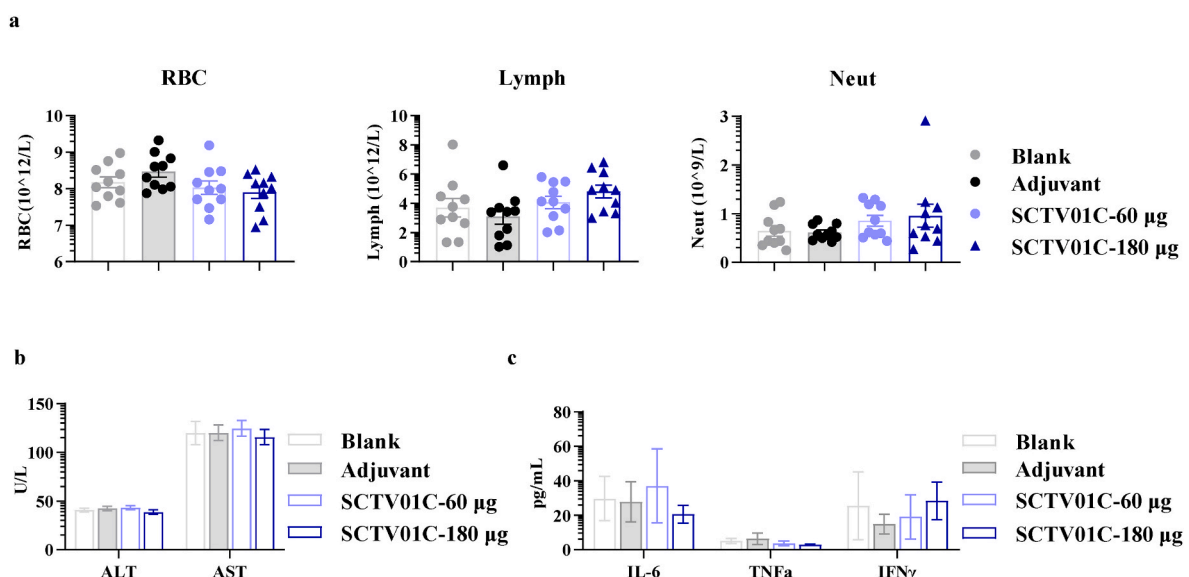 a
RBC
Lymph
Neut
RBC(10^12/L)
10
9
8
7
6
Lymph (10^12/L)
10
8
6
4
2
0
Neut (10^9/L)
3
2
1
0
Blank
Adjuvant
SCTV01C-60 µg
SCTV01C-180 µg
b
U/L
150
100
50
0
ALT
AST
Blank
Adjuvant
SCTV01C-60 µg
SCTV01C-180 µg
c
pg/mL
80
60
40
20
0
IL-6
TNFa
IFNγ
Blank
Adjuvant
SCTV01C-60 µg
SCTV01C-180 µg